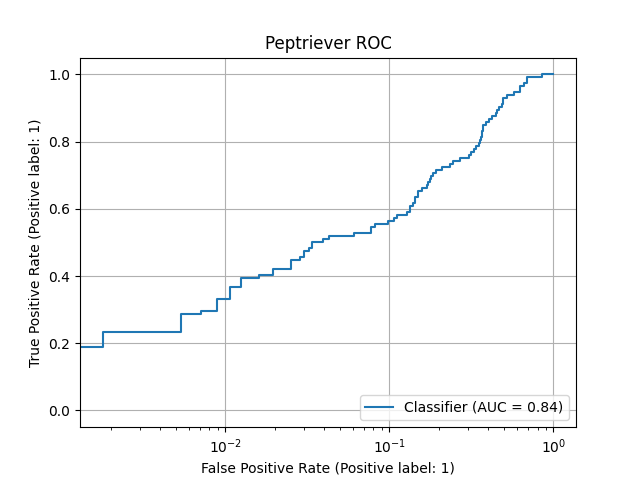 Peptriever ROC
1.0
0.8
0.6
0.4
0.2
0.0
True Positive Rate (Positive label: 1)
Classifier (AUC = 0.84)
10⁻² 10⁻¹ 10⁰
False Positive Rate (Positive label: 1)